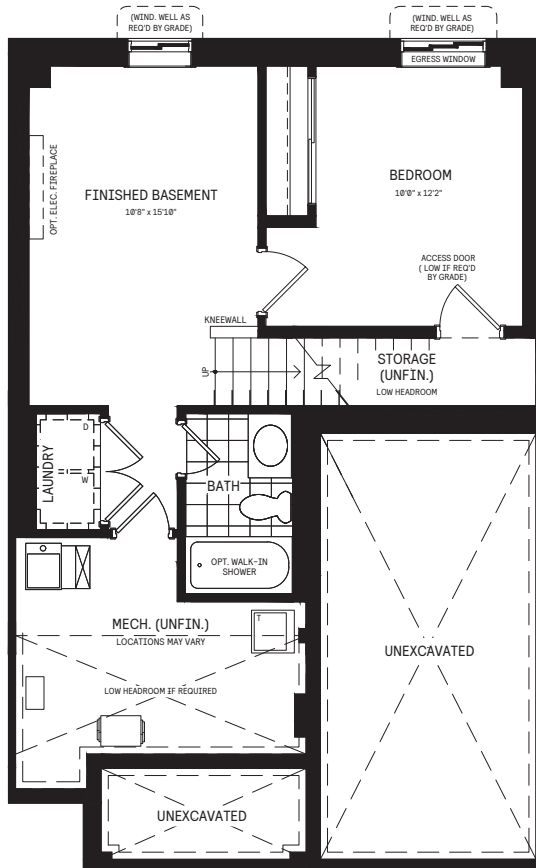 (WIND. WELL AS
REQ'D BY GRADE)
(WIND. WELL AS
REQ'D BY GRADE)
EGRESS WINDOW
OPT. ELEC. FIREPLACE
FINISHED BASEMENT
10'8" x 15'10"
BEDROOM
10'0" x 12'2"
ACCESS DOOR
( LOW IF REQ'D
BY GRADE)
KNEEWALL
UP
STORAGE
(UNFIN.)
LOW HEADROOM
LAUNDRY
D
W
BATH
OPT. WALK-IN
SHOWER
MECH. (UNFIN.)
LOCATIONS MAY VARY
T
LOW HEADROOM IF REQUIRED
UNEXCAVATED
UNEXCAVATED